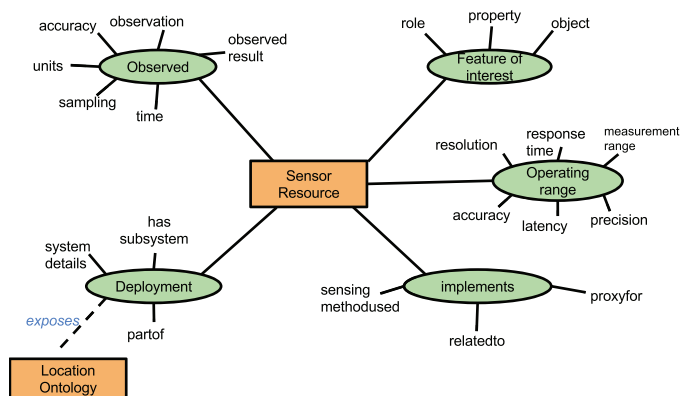 observation
accuracy
observed
result
units
Observed
sampling
time
role
property
object
Feature of
interest
resolution
response
time
measurement
range
Operating
range
accuracy
latency
precision
Sensor
Resource
has
subsystem
system
details
Deployment
partof
exposes
Location
Ontology
sensing
methodused
implements
proxyfor
relatedto